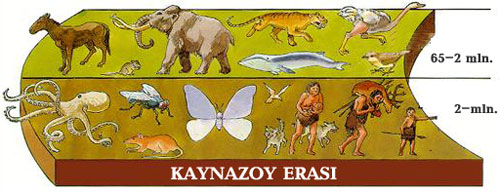 65–2 mln.
2–mln.
KAYNAZOY ERASI